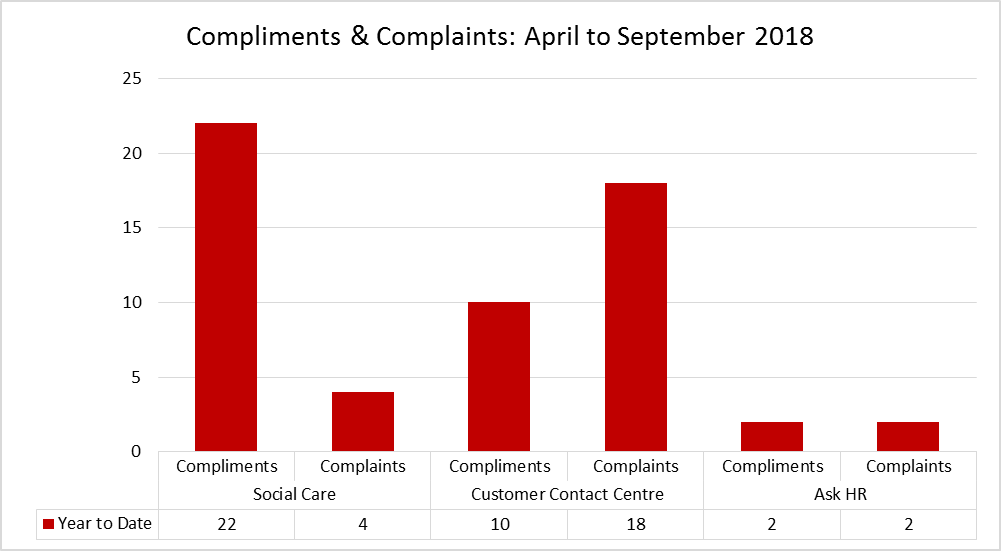 Compliments & Complaints: April to September 2018
25
20
15
10
5
0
Compliments Complaints Compliments Complaints Compliments Complaints
Social Care Customer Contact Centre Ask HR
Year to Date 22 4 10 18 2 2